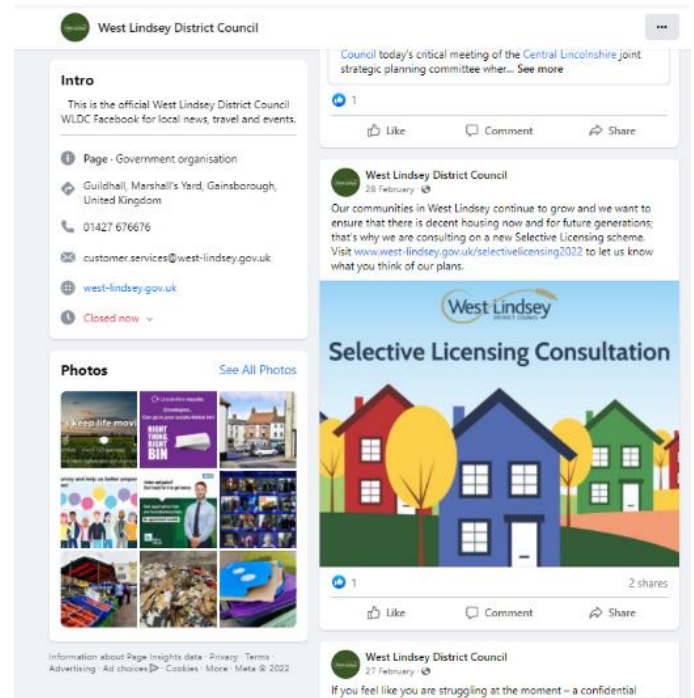 West Lindsey District Council
Intro
This is the official West Lindsey District Council
WLDC Facebook for local news, travel and events.
Page · Government organisation
Guildhall, Marshall's Yard, Gainsborough,
United Kingdom
01427 676676
customer.services@west-lindsey.gov.uk
west-lindsey.gov.uk
Closed now
Photos
See All Photos
keep life movi
RIGHT
THING,
RIGHT
BIN
Information about Page Insights data · Privacy · Terms ·
Advertising · Ad choices · Cookies · More · Meta © 2022
Council today's critical meeting of the Central Lincolnshire joint
strategic planning committee wher... See more
1
Like
Comment
Share
West Lindsey District Council
28 February ·
Our communities in West Lindsey continue to grow and we want to
ensure that there is decent housing now and for future generations;
that's why we are consulting on a new Selective Licensing scheme.
Visit www.west-lindsey.gov.uk/selectivelicensing2022 to let us know
what you think of our plans.
West Lindsey
DISTRICT COUNCIL
Selective Licensing Consultation
1
2 shares
Like
Comment
Share
West Lindsey District Council
27 February ·
If you feel like you are struggling at the moment – a confidential